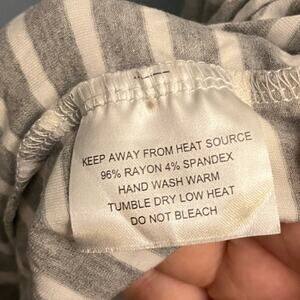 KEEP AWAY FROM HEAT SOURCE
96% RAYON 4% SPANDEX
HAND WASH WARM
TUMBLE DRY LOW HEAT
DO NOT BLEACH